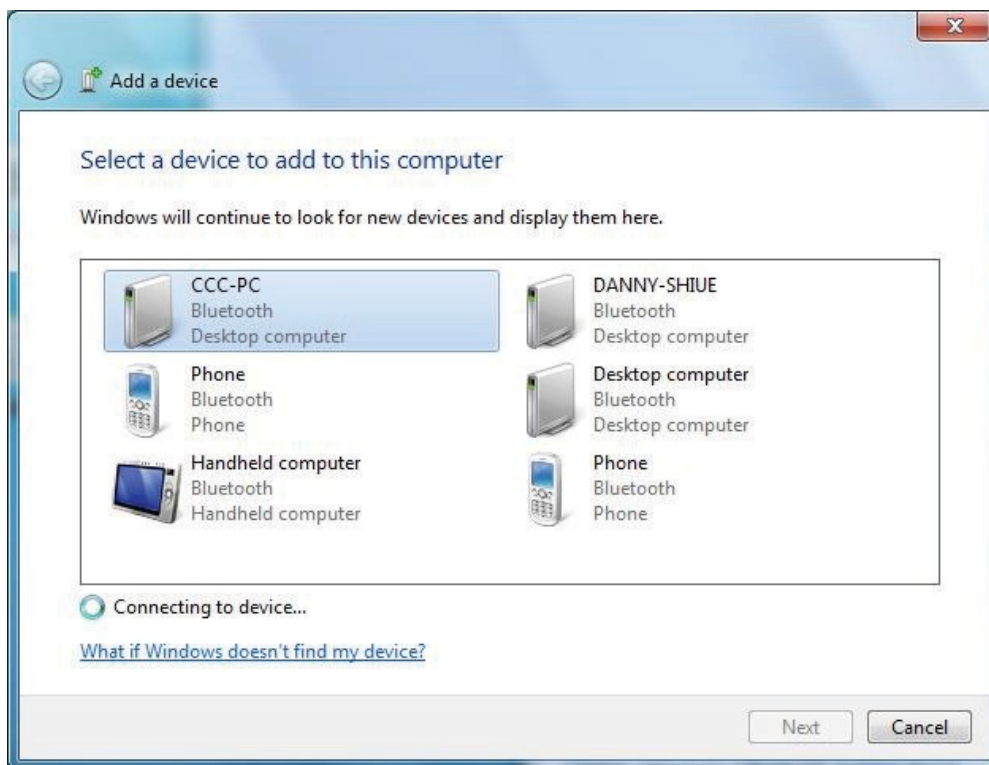 Add a device
Select a device to add to this computer
Windows will continue to look for new devices and display them here.
CCC-PC
Bluetooth
Desktop computer
DANNY-SHIUE
Bluetooth
Desktop computer
Phone
Bluetooth
Phone
Desktop computer
Bluetooth
Desktop computer
Handheld computer
Bluetooth
Handheld computer
Phone
Bluetooth
Phone
Connecting to device...
What if Windows doesn't find my device?
Next
Cancel